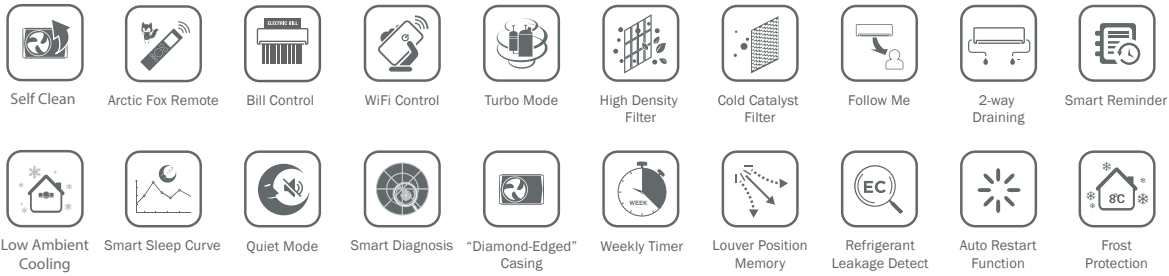 ELECTRIC BILL
Self Clean
Arctic Fox Remote
Bill Control
WiFi Control
Turbo Mode
High Density
Filter
Cold Catalyst
Filter
Follow Me
2-way
Draining
Smart Reminder
WEEK
EC
8°C
Low Ambient
Cooling
Smart Sleep Curve
Quiet Mode
Smart Diagnosis
“Diamond-Edged”
Casing
Weekly Timer
Louver Position
Memory
Refrigerant
Leakage Detect
Auto Restart
Function
Frost
Protection